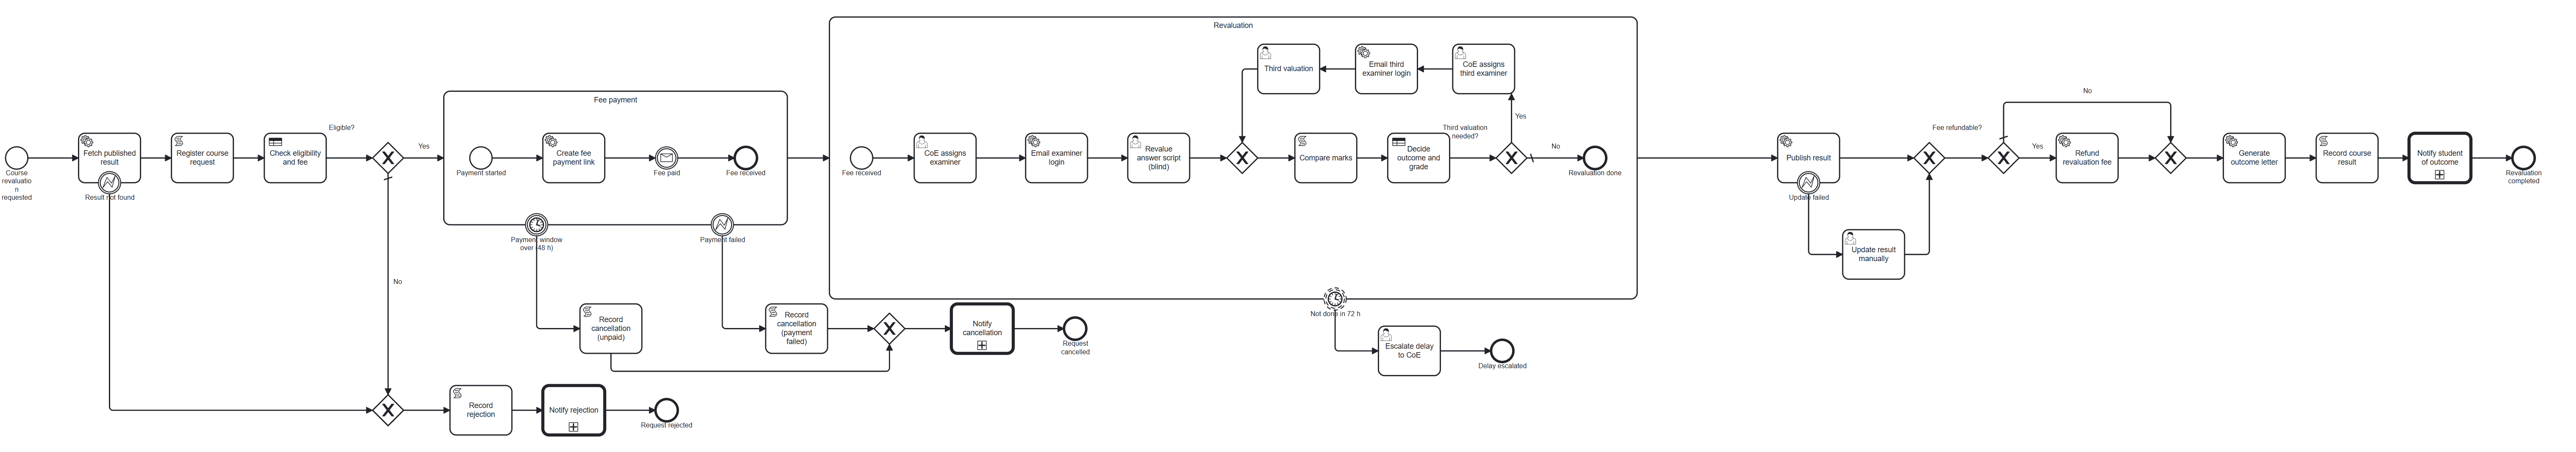 Revaluation
Fee payment
Third valuation
Email third
examiner login
CoE assigns
third examiner
Yes
No
Course
revaluatio
n
requested
Fetch published
result
Result not found
Register course
request
Check eligibility
and fee
Eligible?
Yes
No
Payment started
Create fee
payment link
Fee paid
Fee received
Payment window
over (48 h)
Payment failed
Fee received
CoE assigns
examiner
Email examiner
login
Revalue
answer script
(blind)
Compare marks
Decide
outcome and
grade
Third valuation
needed?
No
Revaluation done
Not done in 72 h
Publish result
Update failed
Update result
manually
Fee refundable?
Yes
Refund
revaluation fee
Generate
outcome letter
Record course
result
Notify student
of outcome
Revaluation
completed
Record
cancellation
(unpaid)
Record
cancellation
(payment
failed)
Notify
cancellation
Request
cancelled
Escalate delay
to CoE
Delay escalated
Record
rejection
Notify rejection
Request rejected